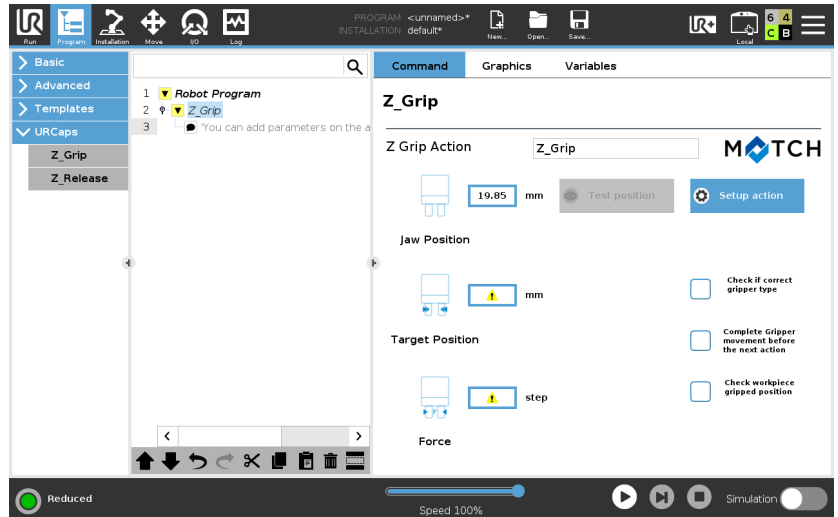 UR
PROGRAM <unnamed>*
INSTALLATION default*
Run
Program
Installation
Move
I/O
Log
New...
Open...
Save...
UR+
Local
6 4
C B
Basic
Advanced
Templates
URCaps
Z_Grip
Z_Release
1 Robot Program
2 Z_Grip
3 'You can add parameters on the a
Command Graphics Variables
Z_Grip
Z Grip Action Z_Grip MATCH
19.85 mm Test position Setup action
Jaw Position
mm
Check if correct
gripper type
Target Position
Complete Gripper
movement before
the next action
step
Check workpiece
gripped position
F
Force
Reduced
Speed 100%
Simulation